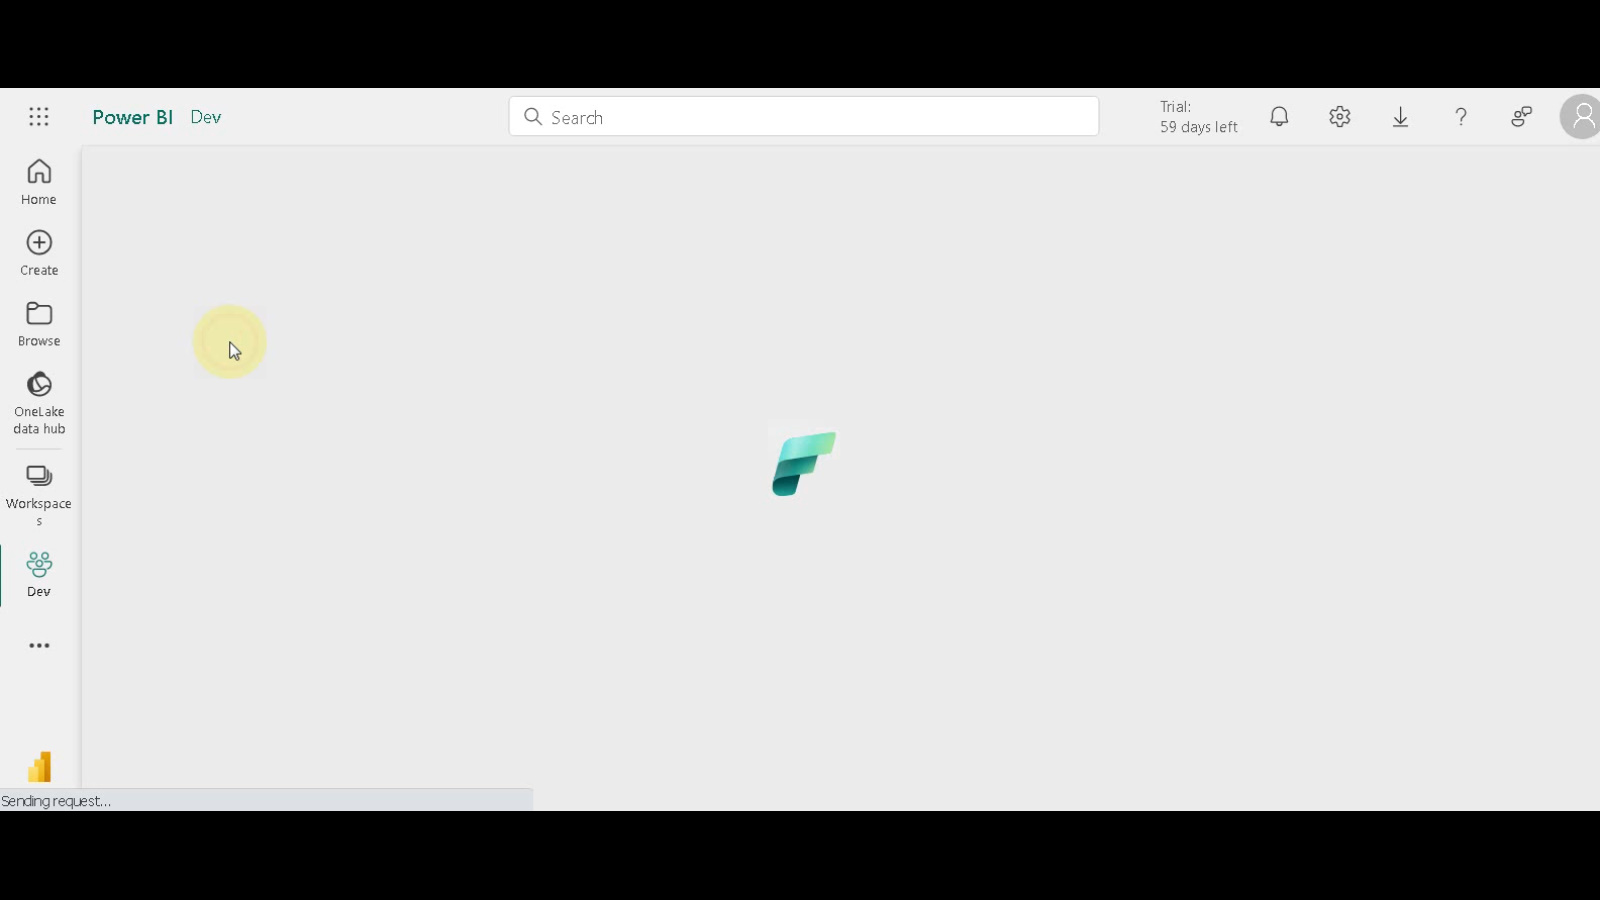 Power BI Dev
Search
Trial:
59 days left
Home
Create
Browse
OneLake
data hub
Workspace
s
Dev
Sending request...